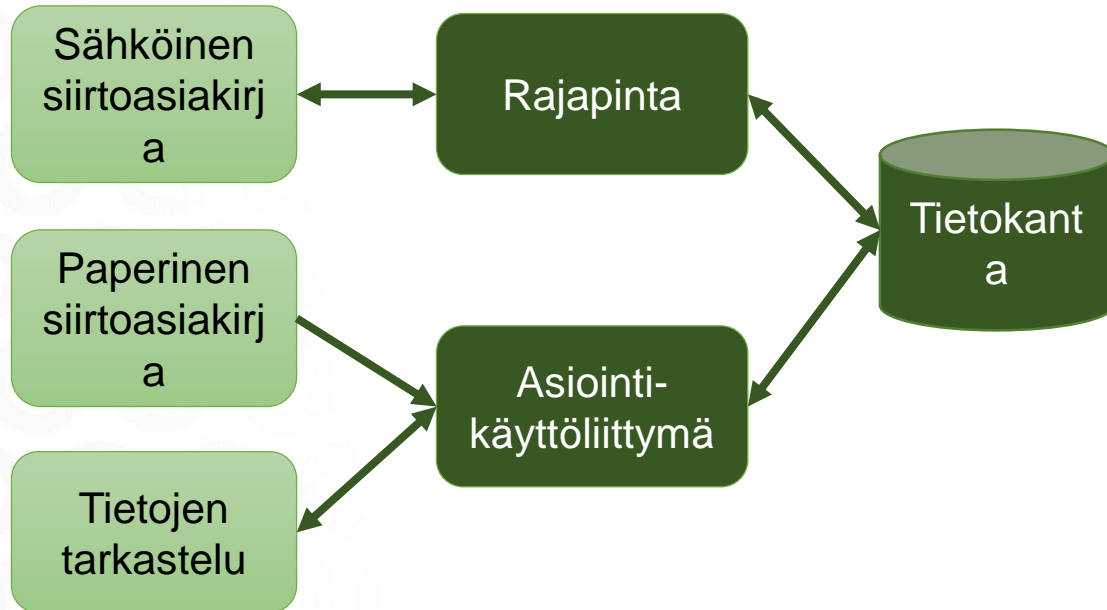 Sähköinen
siirtoasiakirj
a
Rajapinta
Tietokant
a
Paperinen
siirtoasiakirj
a
Asiointi-
käyttöliittymä
Tietojen
tarkastelu